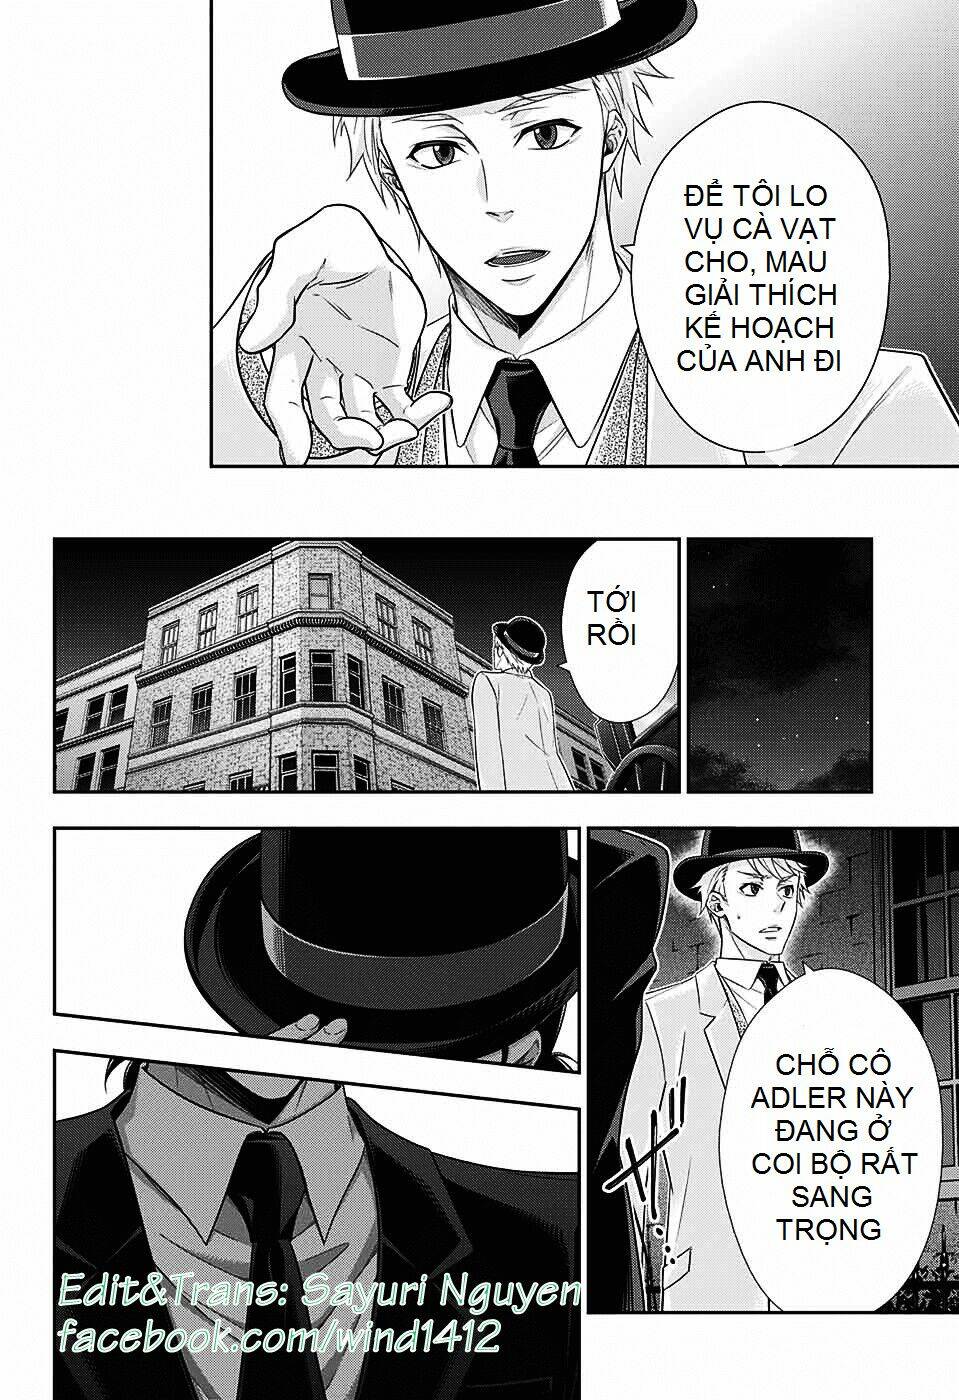 ĐỂ TÔI LO
VỤ CÀ VẠT
CHO, MAU
GIẢI THÍCH
KẾ HOẠCH
CỦA ANH ĐI
TỚI
RỒI
CHỖ CÔ
ADLER NÀY
ĐANG Ở
COI BỘ RẤT
SANG
TRỌNG
Edit&Trans: Sayuri Nguyen
facebook.com/wind1412